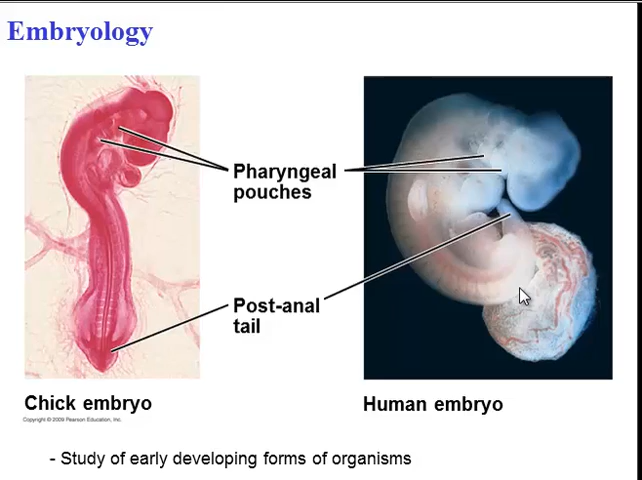 Embryology
Pharyngeal
pouches
Post-anal
tail
Chick embryo
Human embryo
Copyright © 2009 Pearson Education, Inc.
- Study of early developing forms of organisms